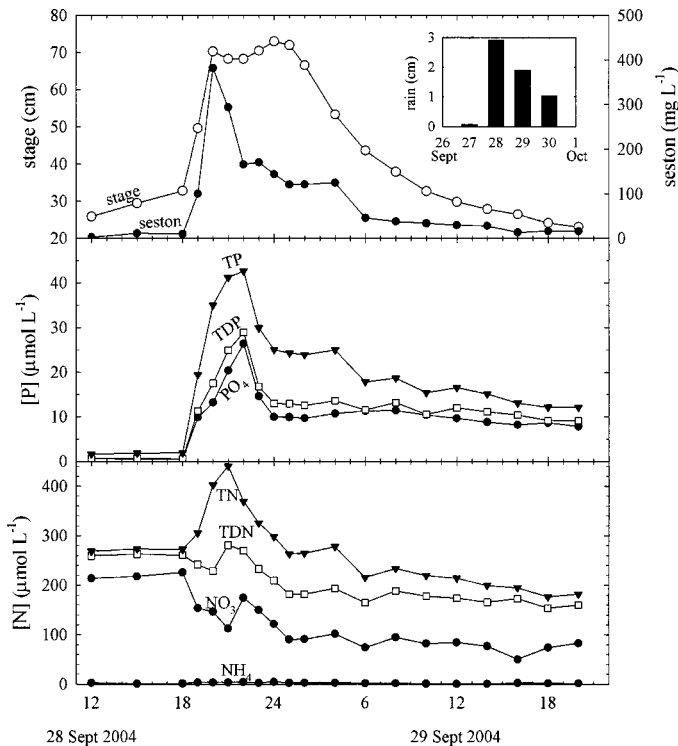 80
70
60
50
40
30
20
stage (cm)
500
400
300
200
100
0
seston (mg L⁻¹)
3
2
1
0
rain (cm)
26 27 28 29 30 1
Sept Oct
stage
seston
40
30
20
10
0
[P] (μmol L⁻¹)
TP
TDP
PO₄
400
300
200
100
0
[N] (μmol L⁻¹)
TN
TDN
NO₃
NH₄
12 18 24 6 12 18
28 Sept 2004 29 Sept 2004